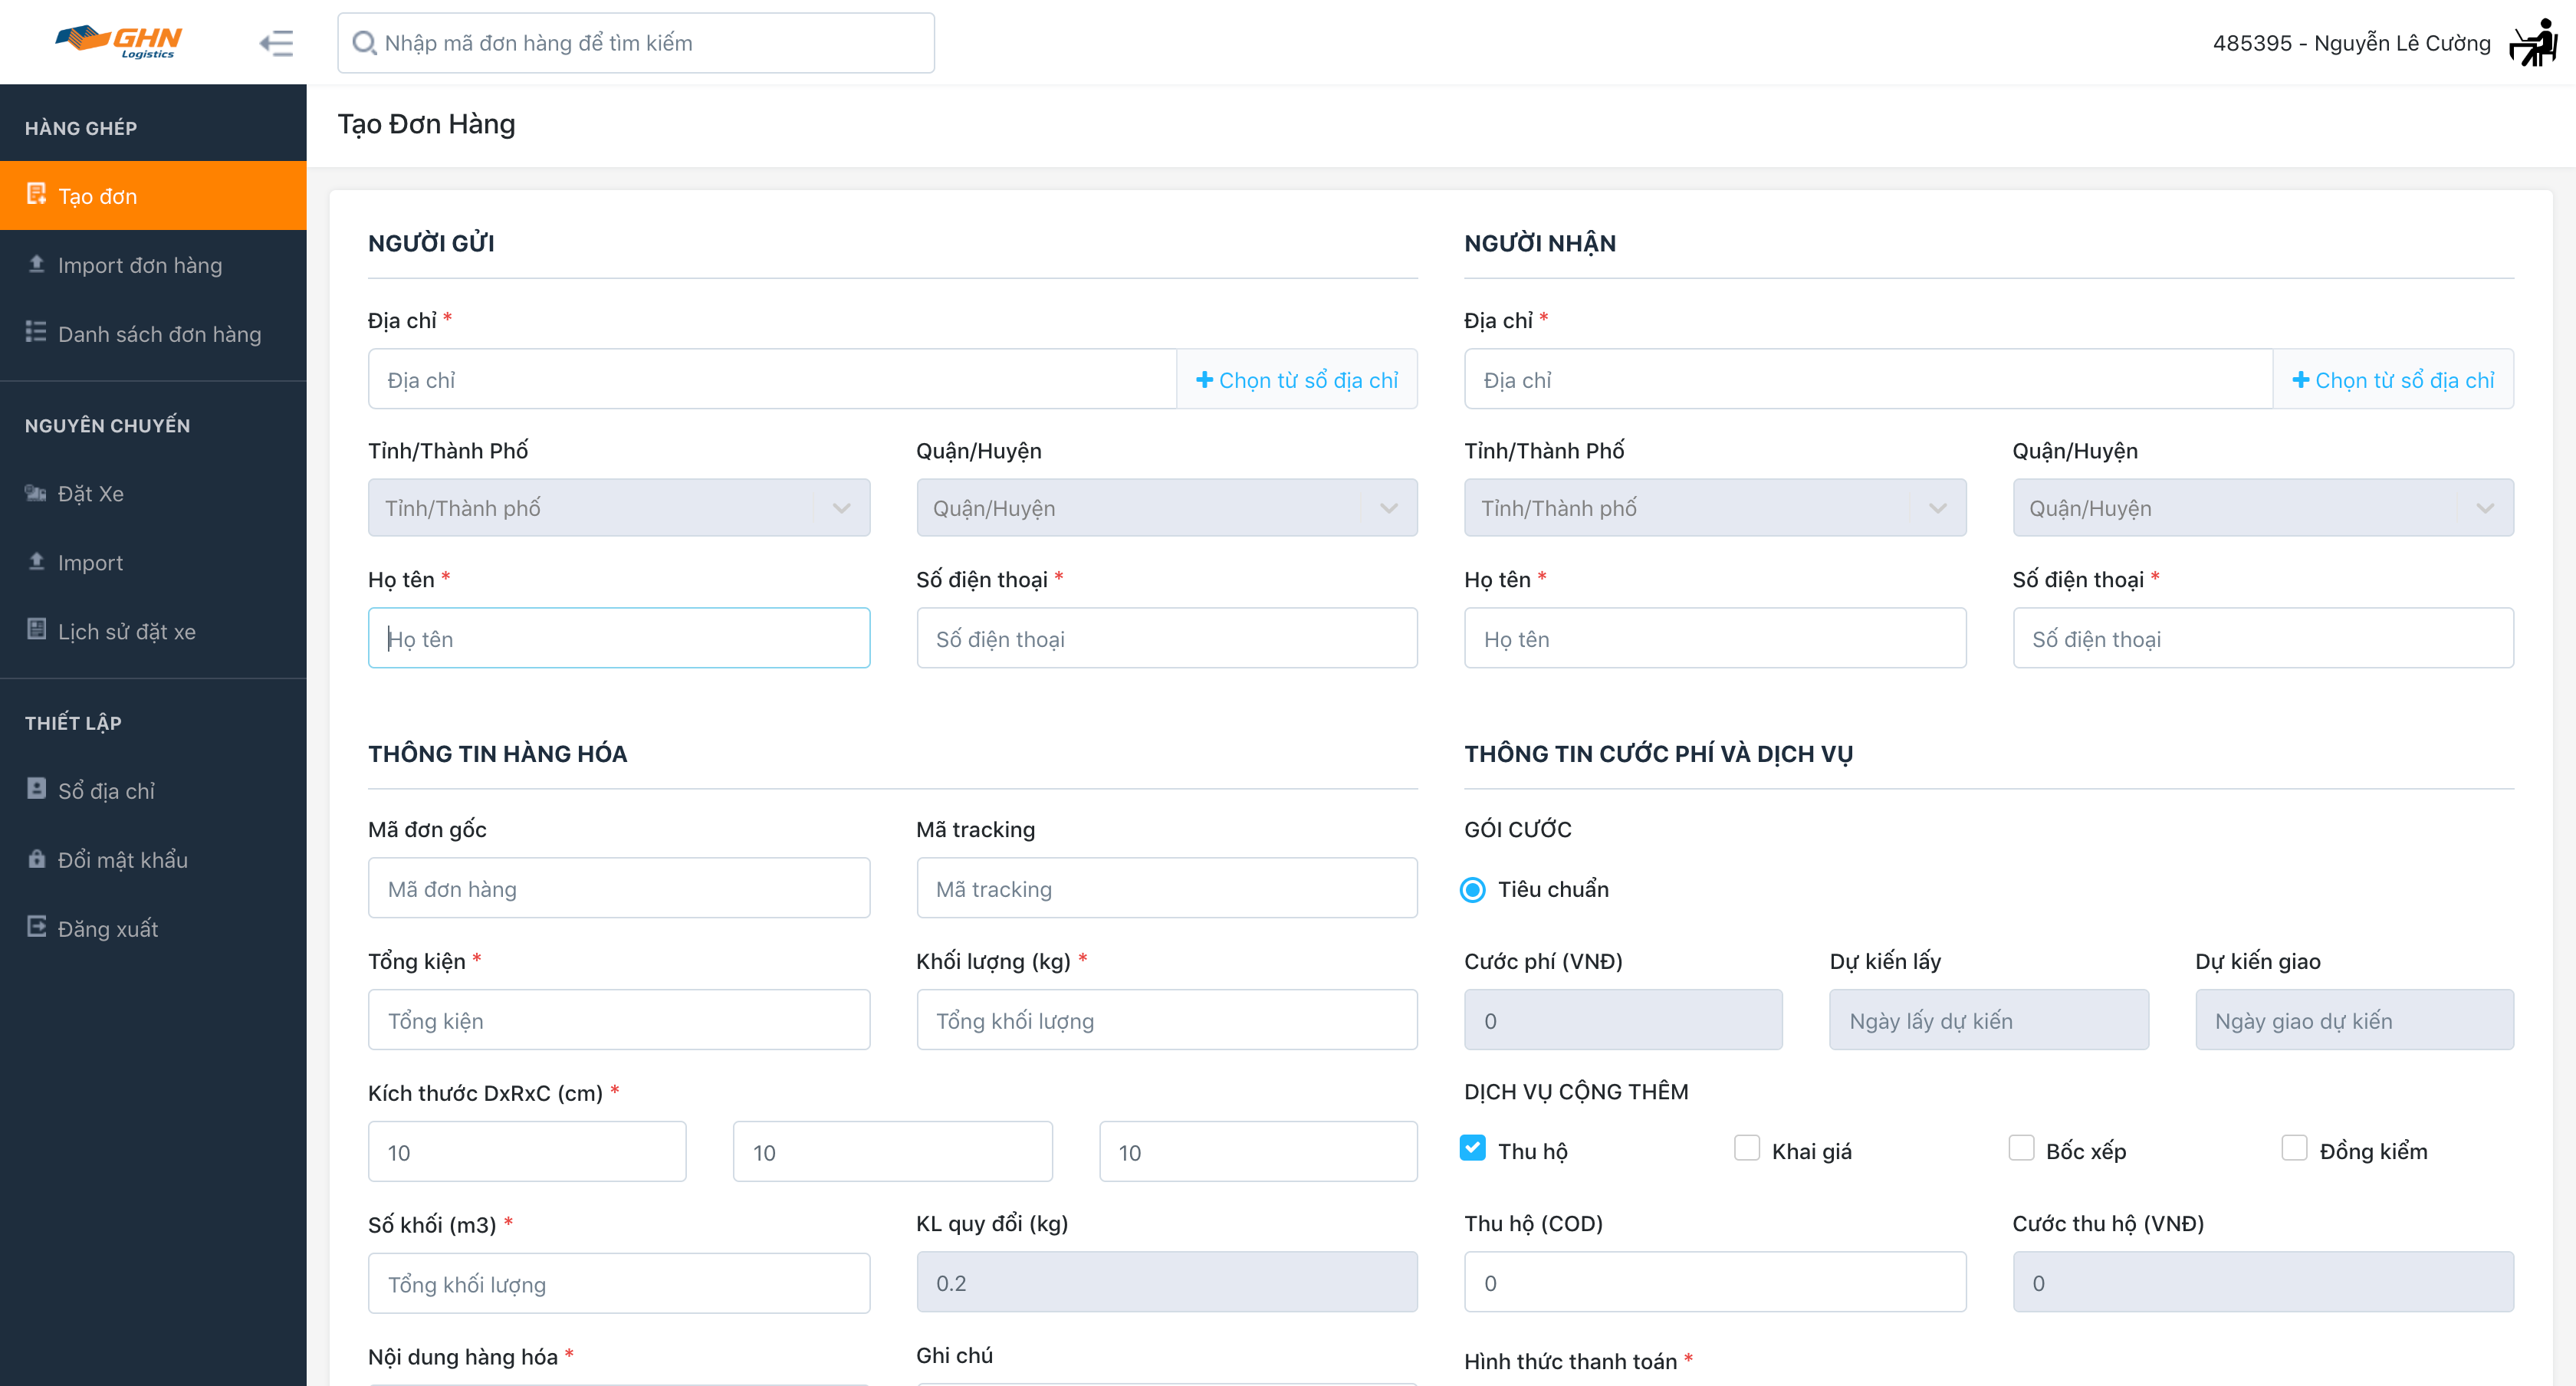 GHN
Logistics
Nhập mã đơn hàng để tìm kiếm
485395 - Nguyễn Lê Cường
HÀNG GHÉP
Tạo đơn
Import đơn hàng
Danh sách đơn hàng
NGUYÊN CHUYẾN
Đặt Xe
Import
Lịch sử đặt xe
THIẾT LẬP
Sổ địa chỉ
Đổi mật khẩu
Đăng xuất
Tạo Đơn Hàng
NGƯỜI GỬI
Địa chỉ *
Địa chỉ
Chọn từ sổ địa chỉ
Tỉnh/Thành Phố
Quận/Huyện
Tỉnh/Thành phố
Quận/Huyện
Họ tên *
Số điện thoại *
Họ tên
Số điện thoại
NGƯỜI NHẬN
Địa chỉ *
Địa chỉ
Chọn từ sổ địa chỉ
Tỉnh/Thành Phố
Quận/Huyện
Tỉnh/Thành phố
Quận/Huyện
Họ tên *
Số điện thoại *
Họ tên
Số điện thoại
THÔNG TIN HÀNG HÓA
Mã đơn gốc
Mã tracking
Mã đơn hàng
Mã tracking
Tổng kiện *
Khối lượng (kg) *
Tổng kiện
Tổng khối lượng
Kích thước DxRxC (cm) *
10
10
10
Số khối (m3) *
KL quy đổi (kg)
Tổng khối lượng
0.2
Nội dung hàng hóa *
Ghi chú
THÔNG TIN CƯỚC PHÍ VÀ DỊCH VỤ
GÓI CƯỚC
Tiêu chuẩn
Cước phí (VNĐ)
Dự kiến lấy
Dự kiến giao
0
Ngày lấy dự kiến
Ngày giao dự kiến
DỊCH VỤ CỘNG THÊM
Thu hộ
Khai giá
Bốc xếp
Đồng kiểm
Thu hộ (COD)
Cước thu hộ (VNĐ)
0
0
Hình thức thanh toán *